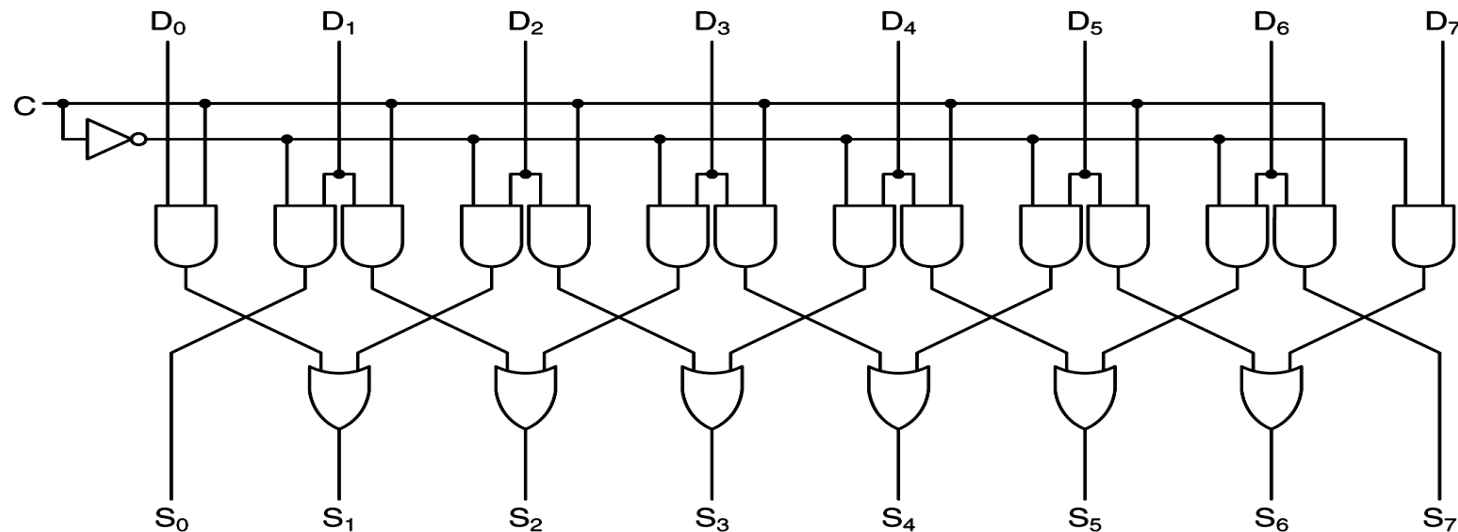 D₀ D₁ D₂ D₃ D₄ D₅ D₆ D₇
C
S₀ S₁ S₂ S₃ S₄ S₅ S₆ S₇